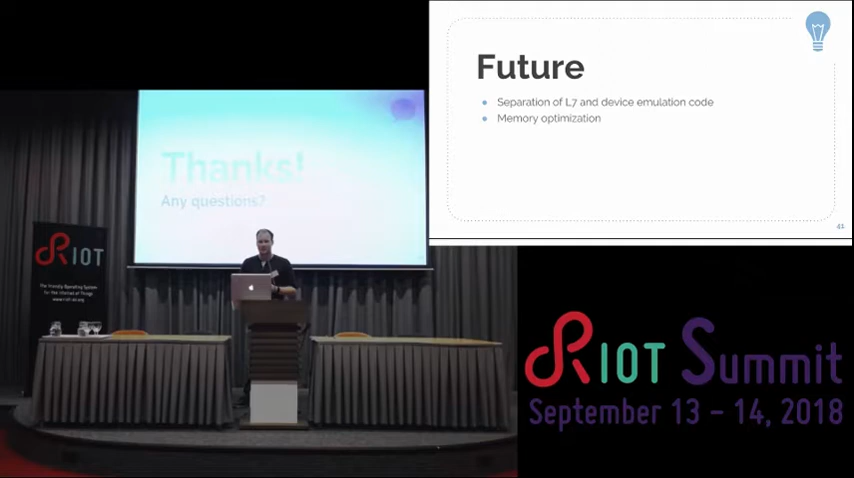 Future
Separation of L7 and device emulation code
Memory optimization
41
Thanks!
Any questions?
RIOT
The friendly Operating System
for the Internet of Things
www.riot-os.org
RIOT Summit
September 13 – 14, 2018